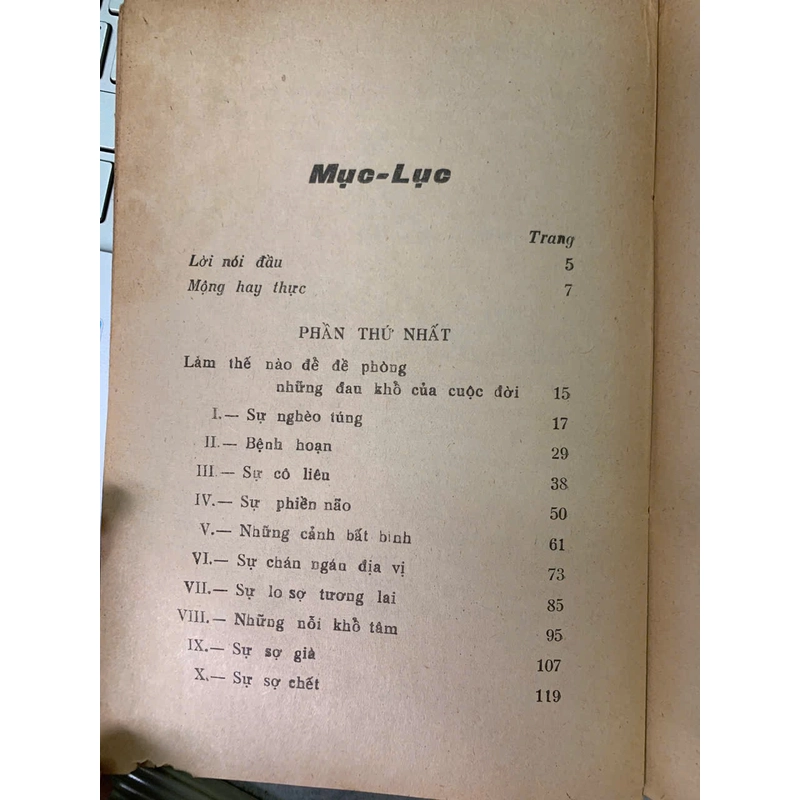 Mục-Lục
Trang
Lời nói đầu 5
Mộng hay thực 7
PHẦN THỨ NHẤT
Làm thế nào để đề phòng
những đau khổ của cuộc đời 15
I.— Sự nghèo túng 17
II.— Bệnh hoạn 29
III.— Sự cô liêu 38
IV.— Sự phiền não 50
V.— Những cảnh bất bình 61
VI.— Sự chán ngán địa vị 73
VII.— Sự lo sợ tương lai 85
VIII.— Những nỗi khổ tâm 95
IX.— Sự sợ già 107
X.— Sự sợ chết 119